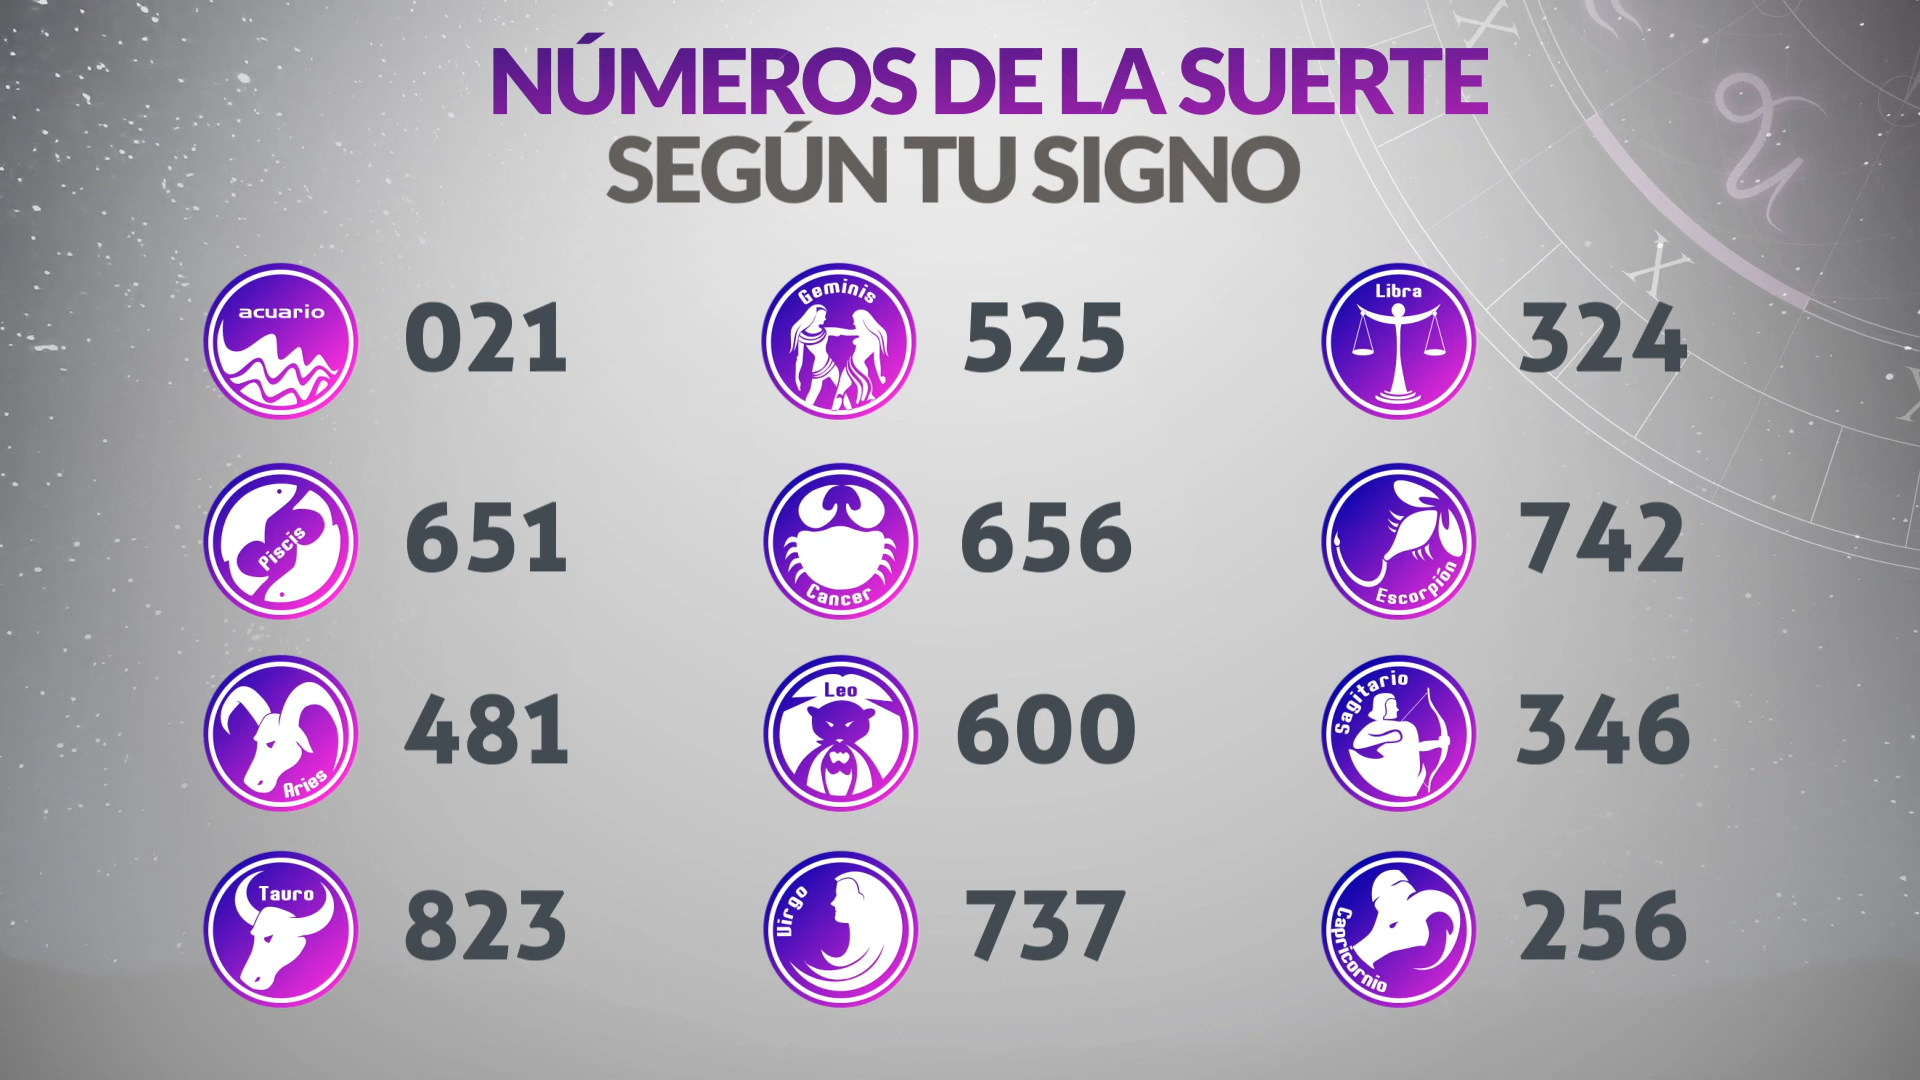 NÚMEROS DE LA SUERTE
SEGÚN TU SIGNO
acuario 021
Geminis 525
Libra 324
Piscis 651
Cancer 656
Escorpión 742
Aries 481
Leo 600
Sagitario 346
Tauro 823
Virgo 737
Capricornio 256
X
X